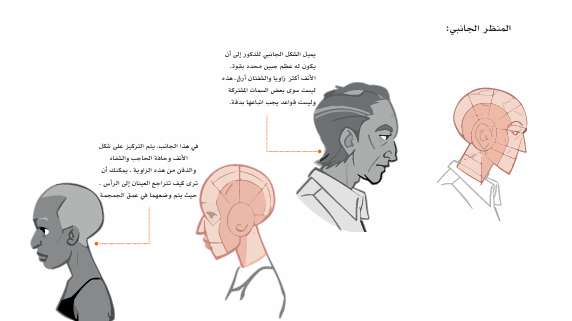 المنظر الجانبي:
يميل الشكل الجانبي للذكور إلى أن
يكون له عظم جبين محدد بقوة.
الأنف أكثر زاويا والشفتان أرق. هذه
ليست سوى بعض السمات المشتركة
وليست قواعد يجب اتباعها بدقة.
في هذا الجانب، يتم التركيز على شكل
الأنف وحافة الحاجب والشفاه
والذقن من هذه الزاوية . يمكنك أن
ترى كيف تتراجع العينان إلى الرأس .
حيث يتم وضعهما في عمق الجمجمة